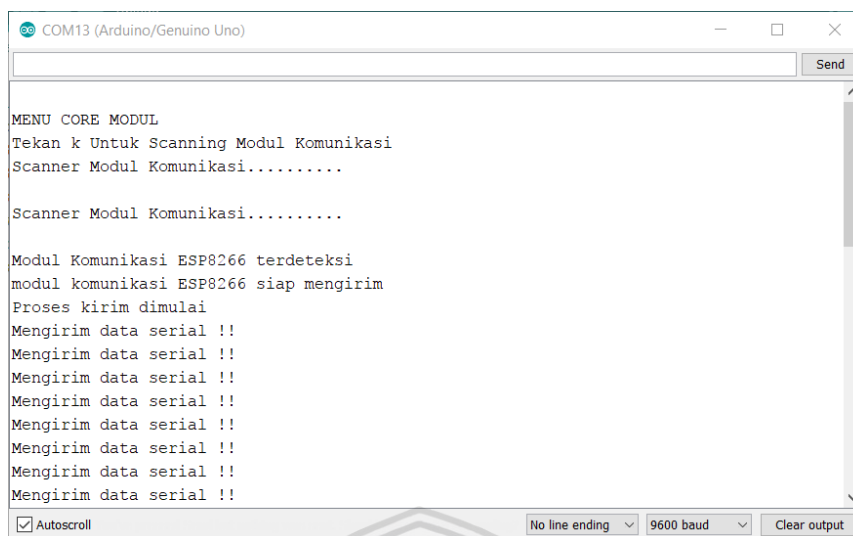 COM13 (Arduino/Genuino Uno)
Send
MENU CORE MODUL
Tekan k Untuk Scanning Modul Komunikasi
Scanner Modul Komunikasi..........
Scanner Modul Komunikasi..........
Modul Komunikasi ESP8266 terdeteksi
modul komunikasi ESP8266 siap mengirim
Proses kirim dimulai
Mengirim data serial !!
Mengirim data serial !!
Mengirim data serial !!
Mengirim data serial !!
Mengirim data serial !!
Mengirim data serial !!
Mengirim data serial !!
Mengirim data serial !!
Autoscroll No line ending 9600 baud Clear output